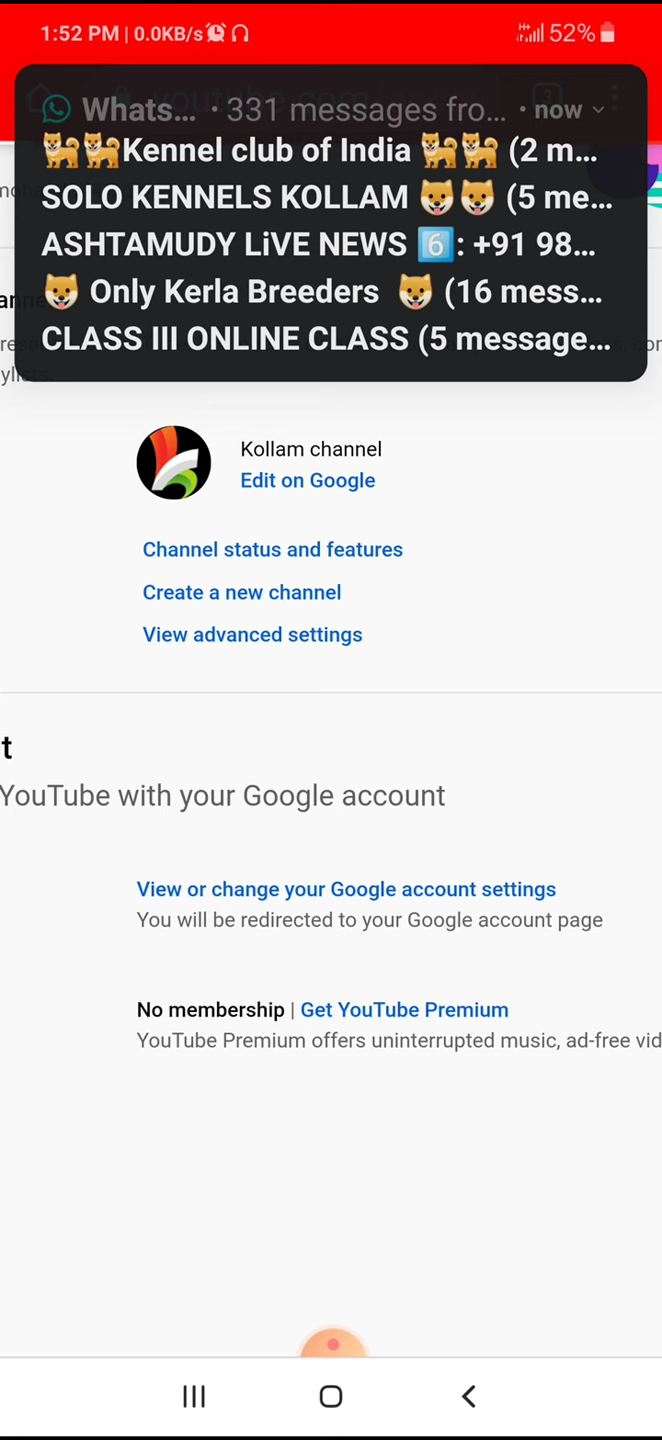 1:52 PM | 0.0KB/s
H+ 52%
Whats... • 331 messages fro... • now
🐕🐕Kennel club of India 🐕🐕 (2 m...
SOLO KENNELS KOLLAM 🐶🐶 (5 me...
ASHTAMUDY LiVE NEWS 6️⃣: +91 98...
🐶 Only Kerla Breeders 🐶 (16 mess...
CLASS III ONLINE CLASS (5 message...
Kollam channel
Edit on Google
Channel status and features
Create a new channel
View advanced settings
t
YouTube with your Google account
View or change your Google account settings
You will be redirected to your Google account page
No membership | Get YouTube Premium
YouTube Premium offers uninterrupted music, ad-free vid